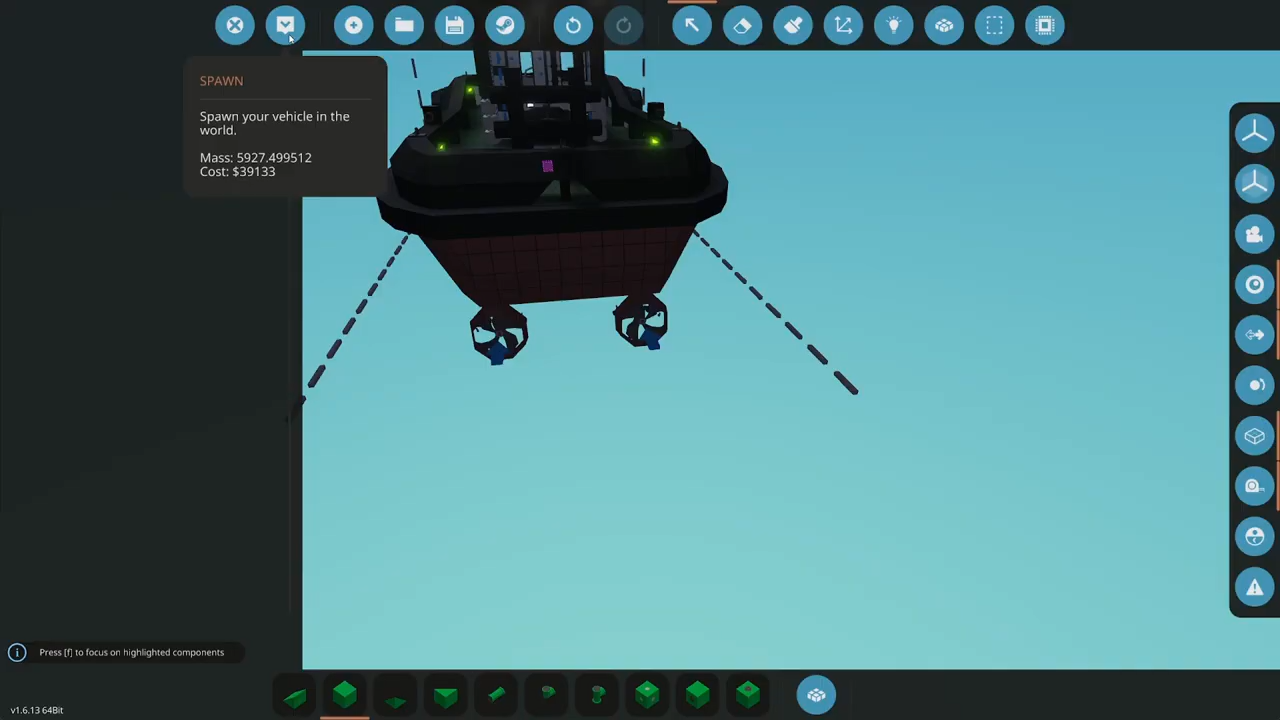 SPAWN
Spawn your vehicle in the
world.
Mass: 5927.499512
Cost: $39133
Press [f] to focus on highlighted components
v1.6.13 64Bit